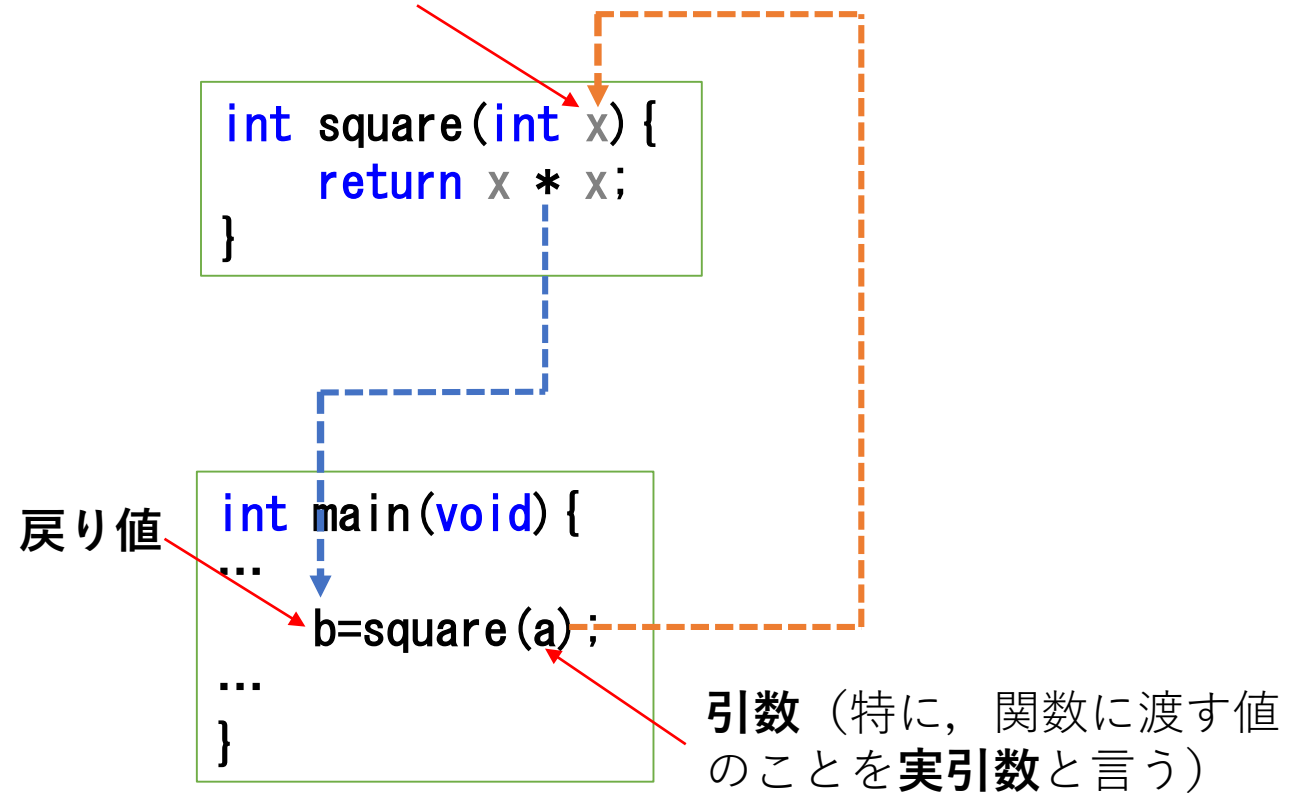 int square(int x){
return x * x;
}
int main(void){
戻り値
…
b=square(a);
…
引数（特に，関数に渡す値
のことを実引数と言う）
}